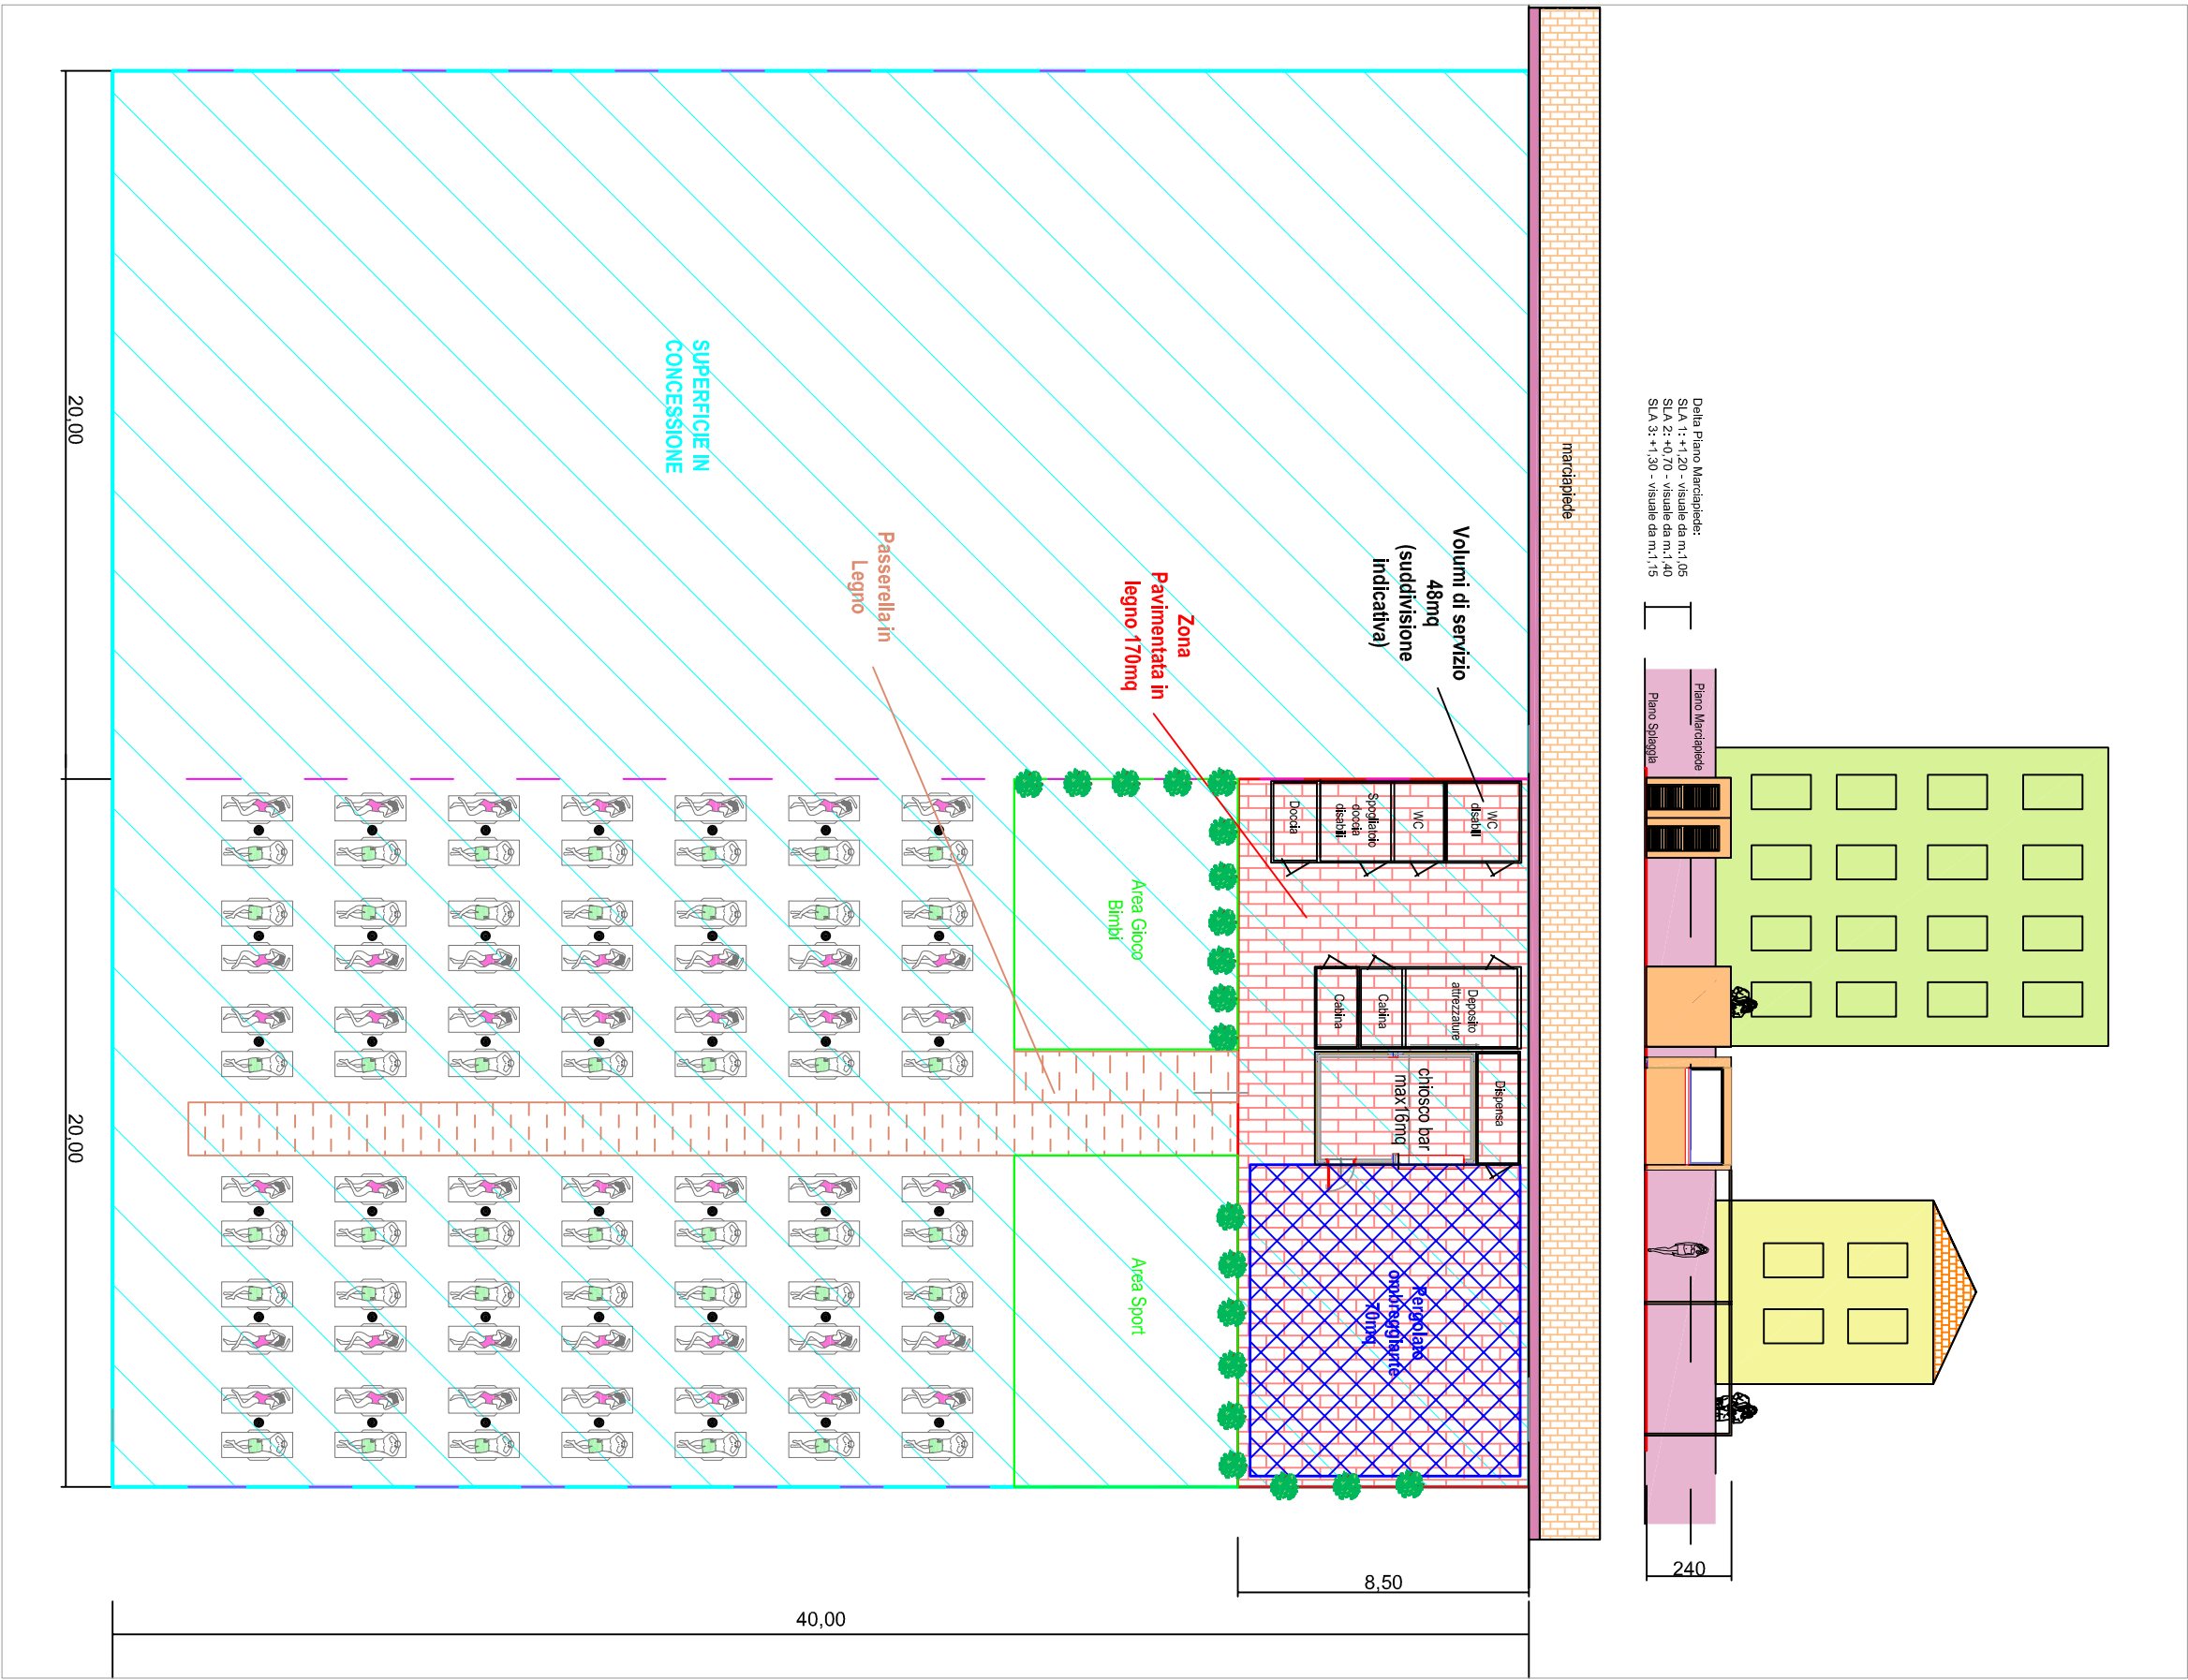 Delta Piano Marciapiede:
SLA 1: +1,20 - visuale da m.1,05
SLA 2: +0,70 - visuale da m.1,40
SLA 3: +1,30 - visuale da m.1,15
Piano Marciapiede
Piano Spiaggia
marciapiede
Volumi di servizio
48mq
(suddivisione
indicativa)
Zona
Pavimentata in
legno 170mq
Passerella in
Legno
SUPERFICIE IN
CONCESSIONE
WC
disabili
WC
Spogliatoio
doccia
disabili
Doccia
Deposito
attrezzature
Cabina
Cabina
Dispensa
chiosco bar
max16mq
Pergolato
ombreggiante
70mq
Area Gioco
Bimbi
Area Sport
20,00
20,00
8,50
40,00
240